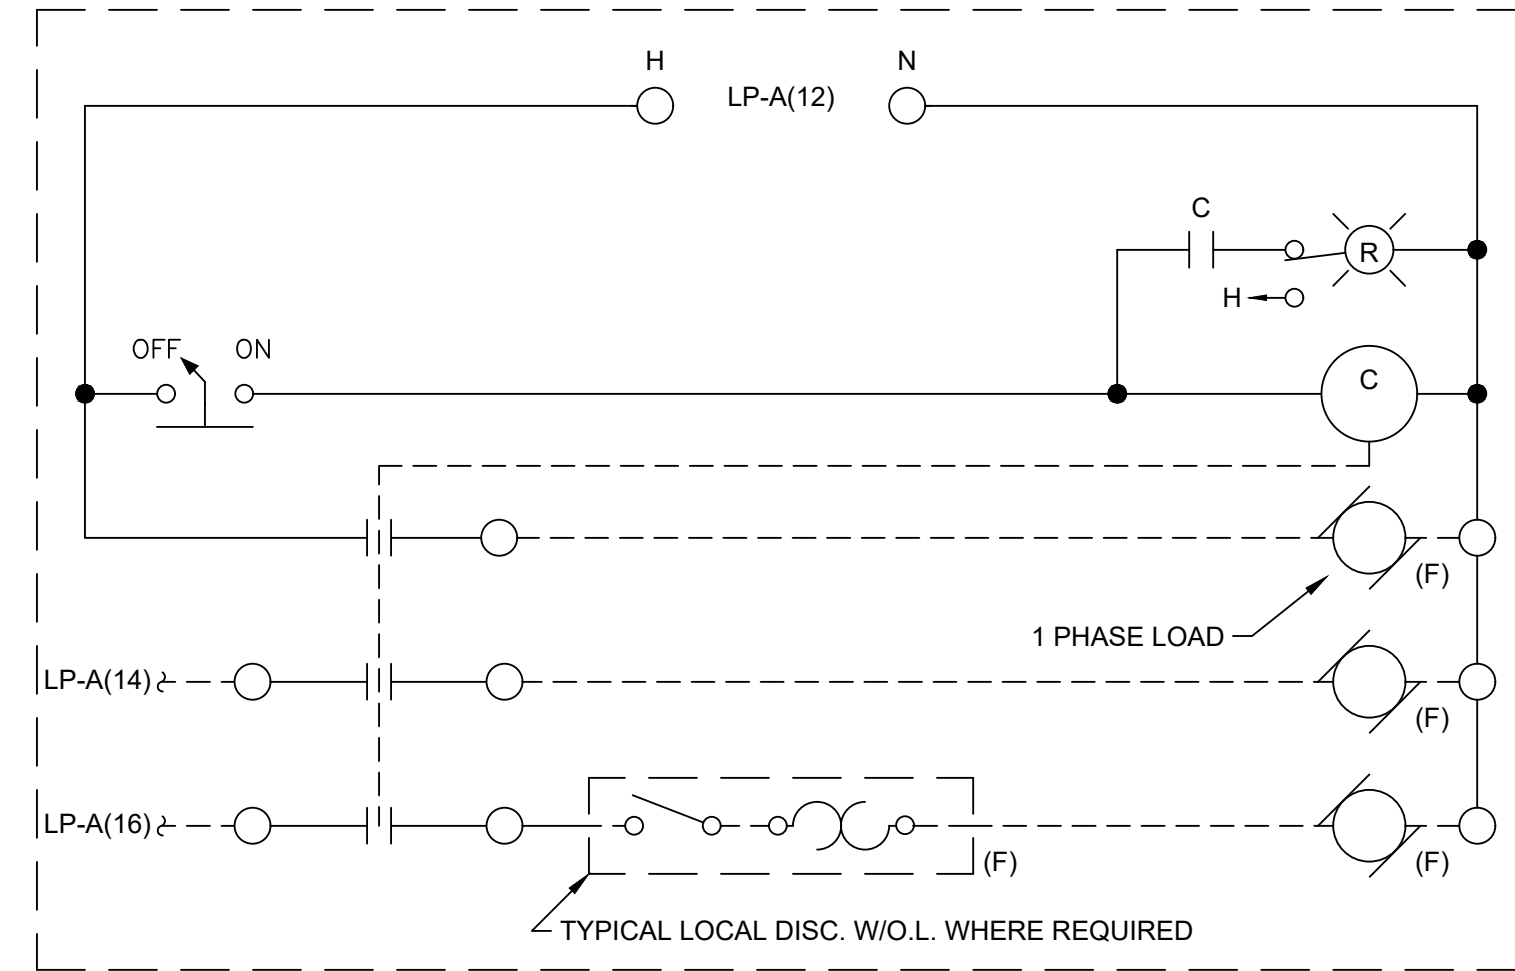 H
N
LP-A(12)
C
R
H
OFF
ON
C
(F)
1 PHASE LOAD
LP-A(14)
(F)
LP-A(16)
(F)
(F)
TYPICAL LOCAL DISC. W/O.L. WHERE REQUIRED